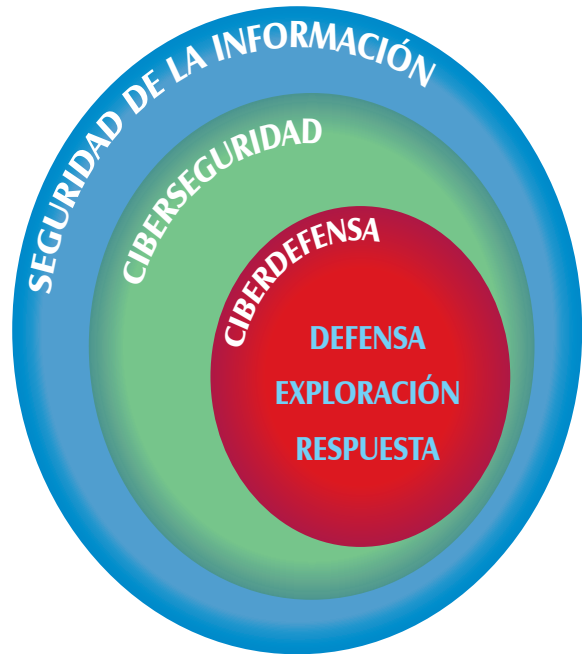 SEGURIDAD DE LA INFORMACIÓN
CIBERSEGURIDAD
CIBERDEFENSA
DEFENSA
EXPLORACIÓN
RESPUESTA